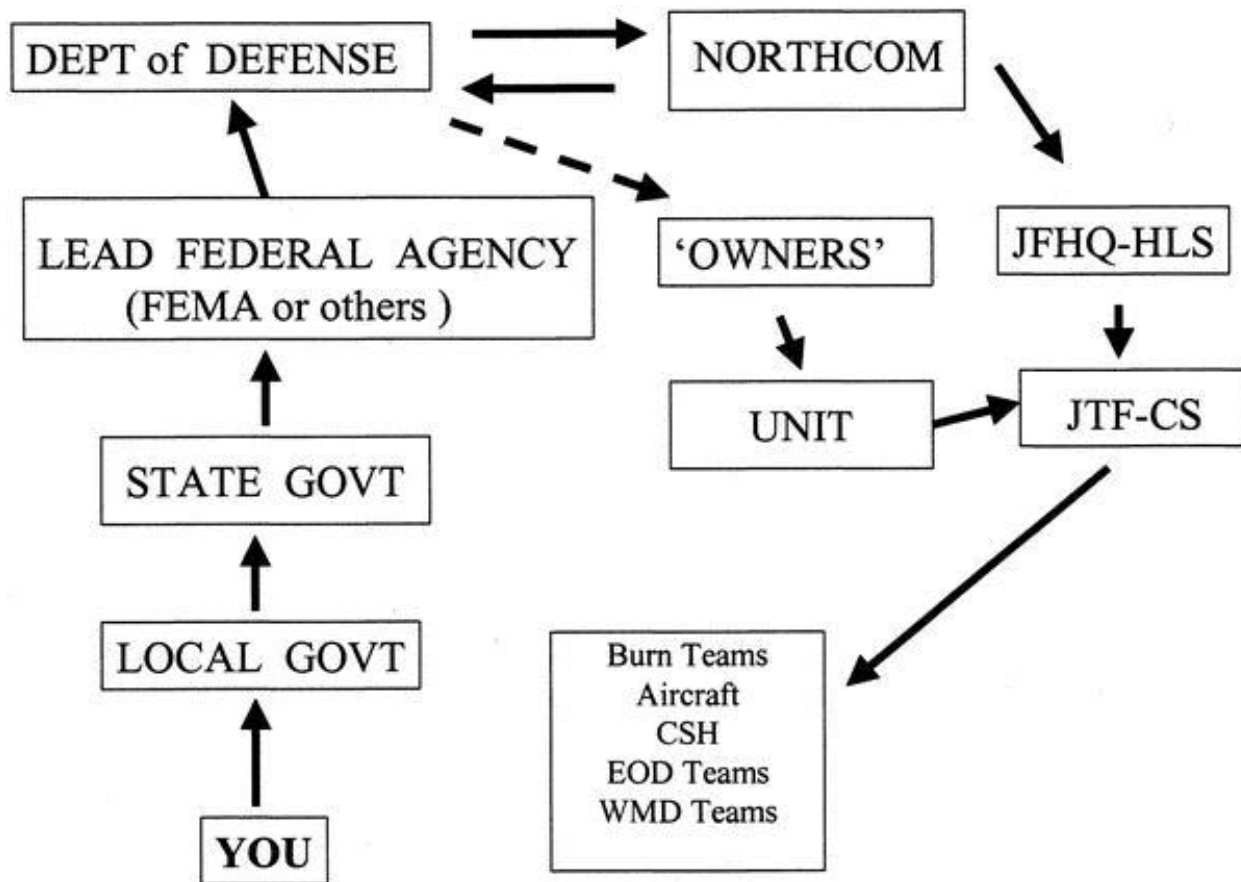 DEPT of DEFENSE
NORTHCOM
LEAD FEDERAL AGENCY
(FEMA or others )
‘OWNERS’
JFHQ-HLS
UNIT
JTF-CS
STATE GOVT
LOCAL GOVT
Burn Teams
Aircraft
CSH
EOD Teams
WMD Teams
YOU